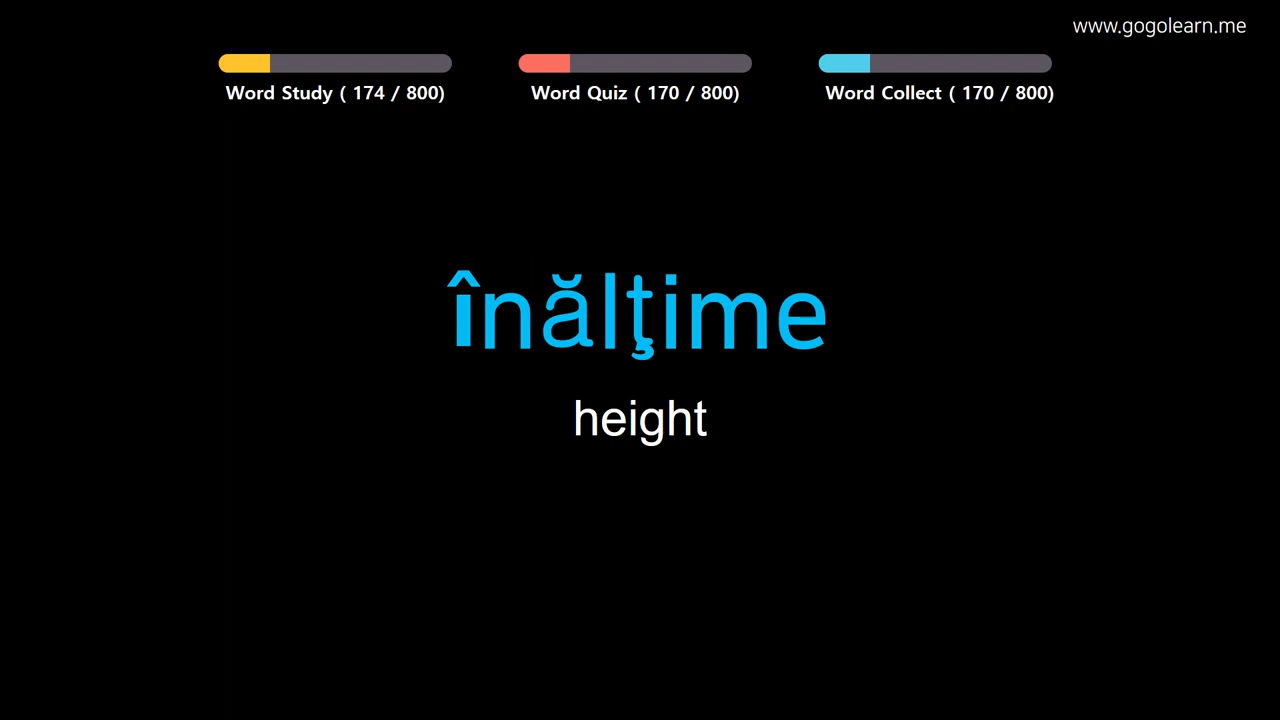 www.gogolearn.me
Word Study ( 174 / 800)
Word Quiz ( 170 / 800)
Word Collect ( 170 / 800)
înălţime
height